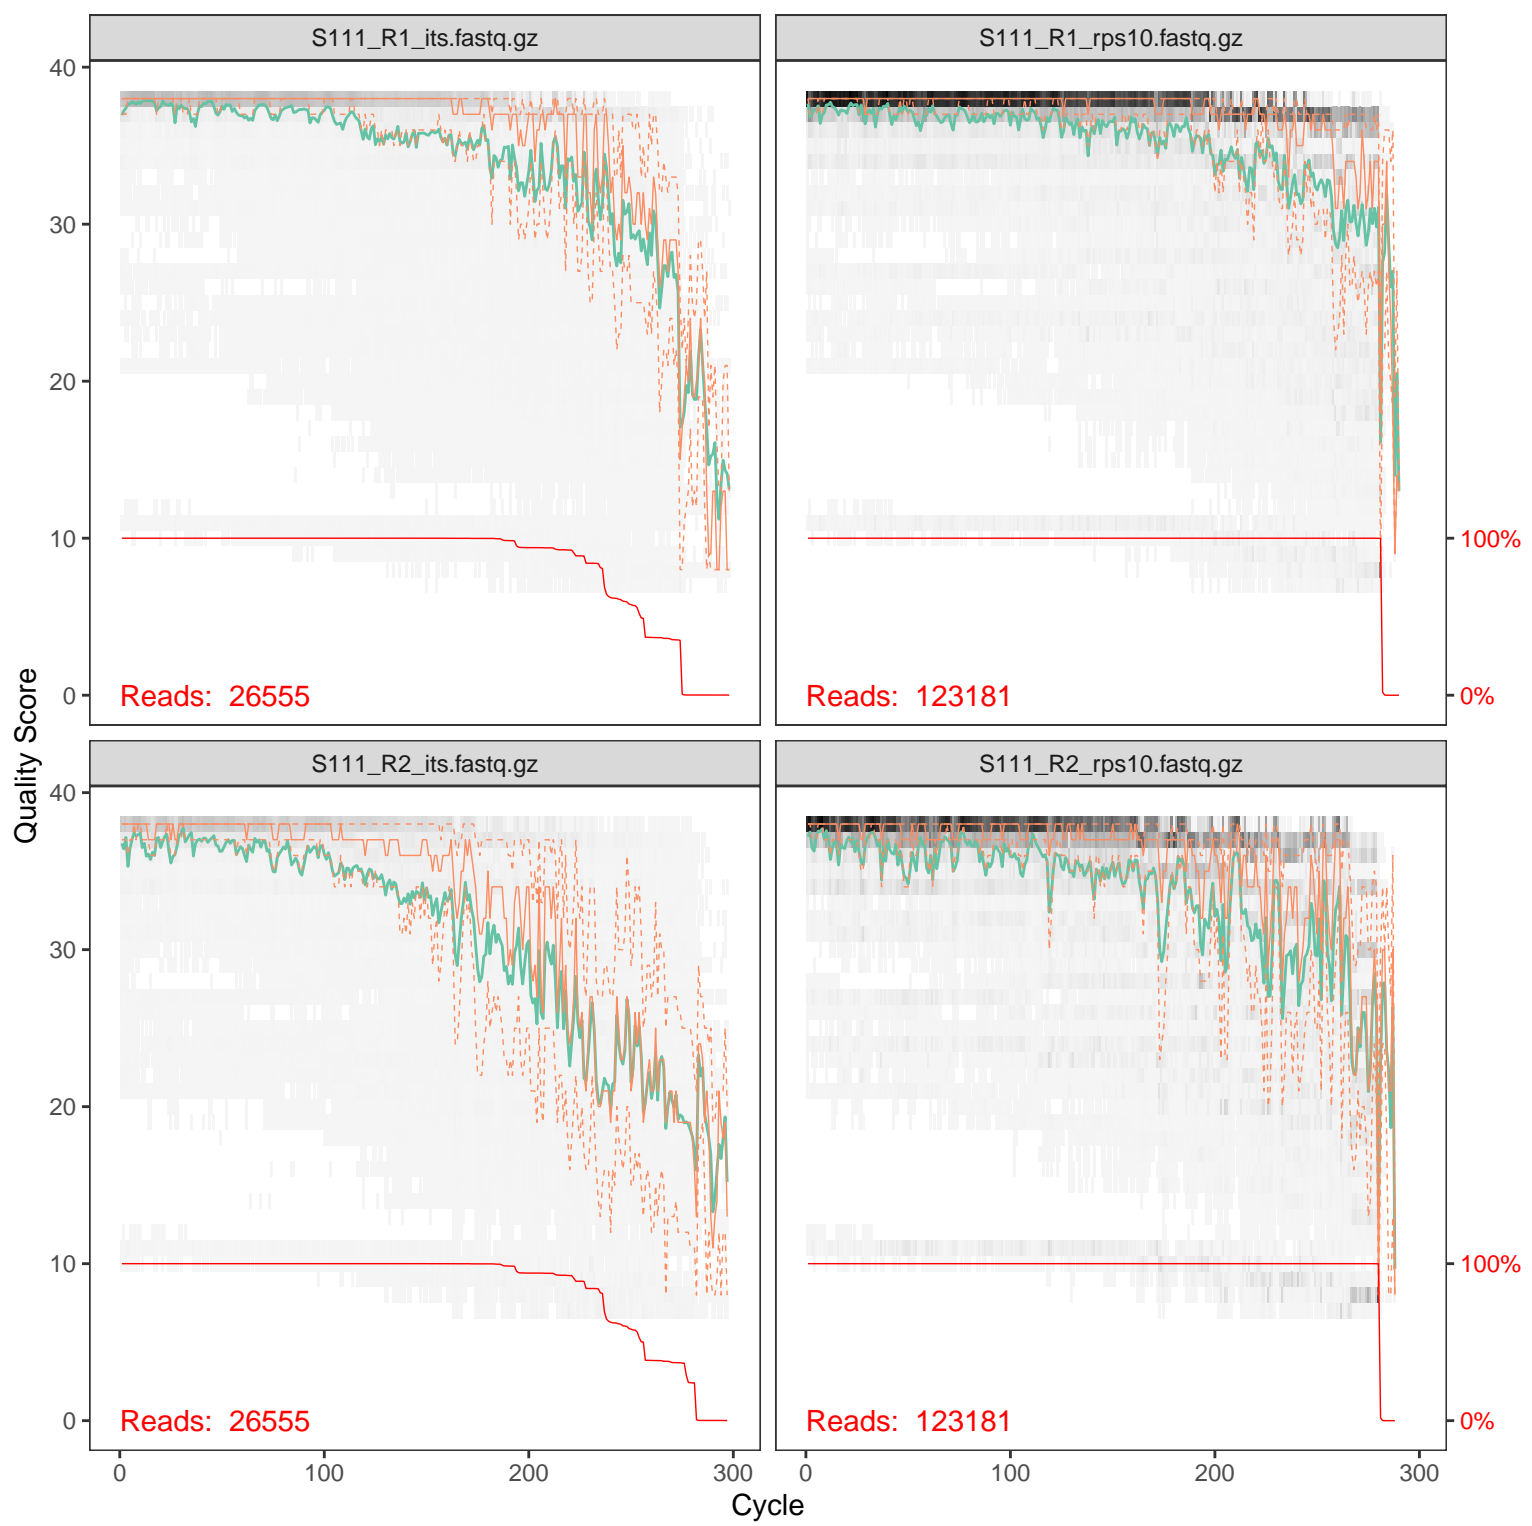 S111_R1_its.fastq.gz
S111_R1_rps10.fastq.gz
40
30
20
10
0
Reads: 26555
Reads: 123181
100%
0%
Quality Score
S111_R2_its.fastq.gz
S111_R2_rps10.fastq.gz
40
30
20
10
0
Reads: 26555
Reads: 123181
100%
0%
0 100 200 300
0 100 200 300
Cycle